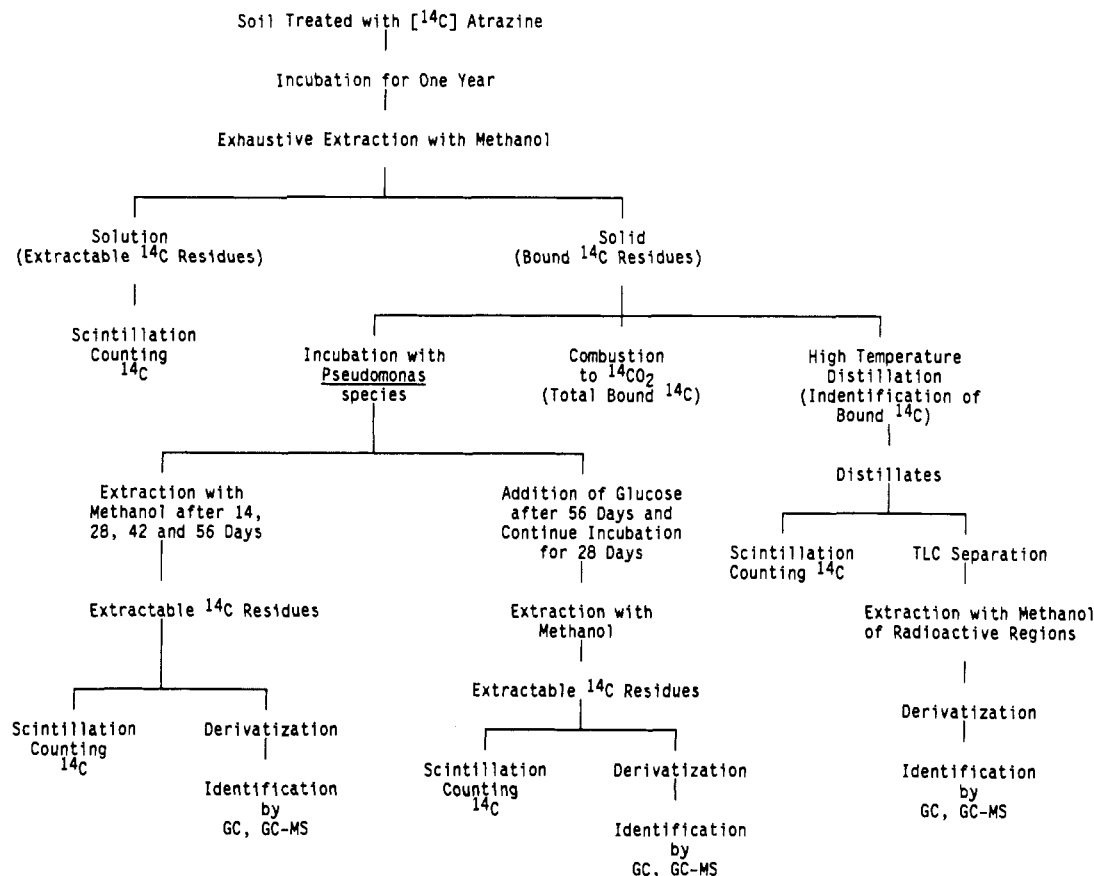 Soil Treated with [¹⁴C] Atrazine
Incubation for One Year
Exhaustive Extraction with Methanol
Solution
(Extractable ¹⁴C Residues)
Scintillation
Counting
¹⁴C
Solid
(Bound ¹⁴C Residues)
Incubation with
Pseudomonas
species
Combustion
to ¹⁴CO₂
(Total Bound ¹⁴C)
High Temperature
Distillation
(Indentification of
Bound ¹⁴C)
Extraction with
Methanol after 14,
28, 42 and 56 Days
Addition of Glucose
after 56 Days and
Continue Incubation
for 28 Days
Distillates
Scintillation
Counting ¹⁴C
TLC Separation
Extractable ¹⁴C Residues
Extraction with
Methanol
Extraction with Methanol
of Radioactive Regions
Extractable ¹⁴C Residues
Scintillation
Counting
¹⁴C
Derivatization
Identification
by
GC, GC-MS
Scintillation
Counting
¹⁴C
Derivatization
Identification
by
GC, GC-MS
Derivatization
Identification
by
GC, GC-MS